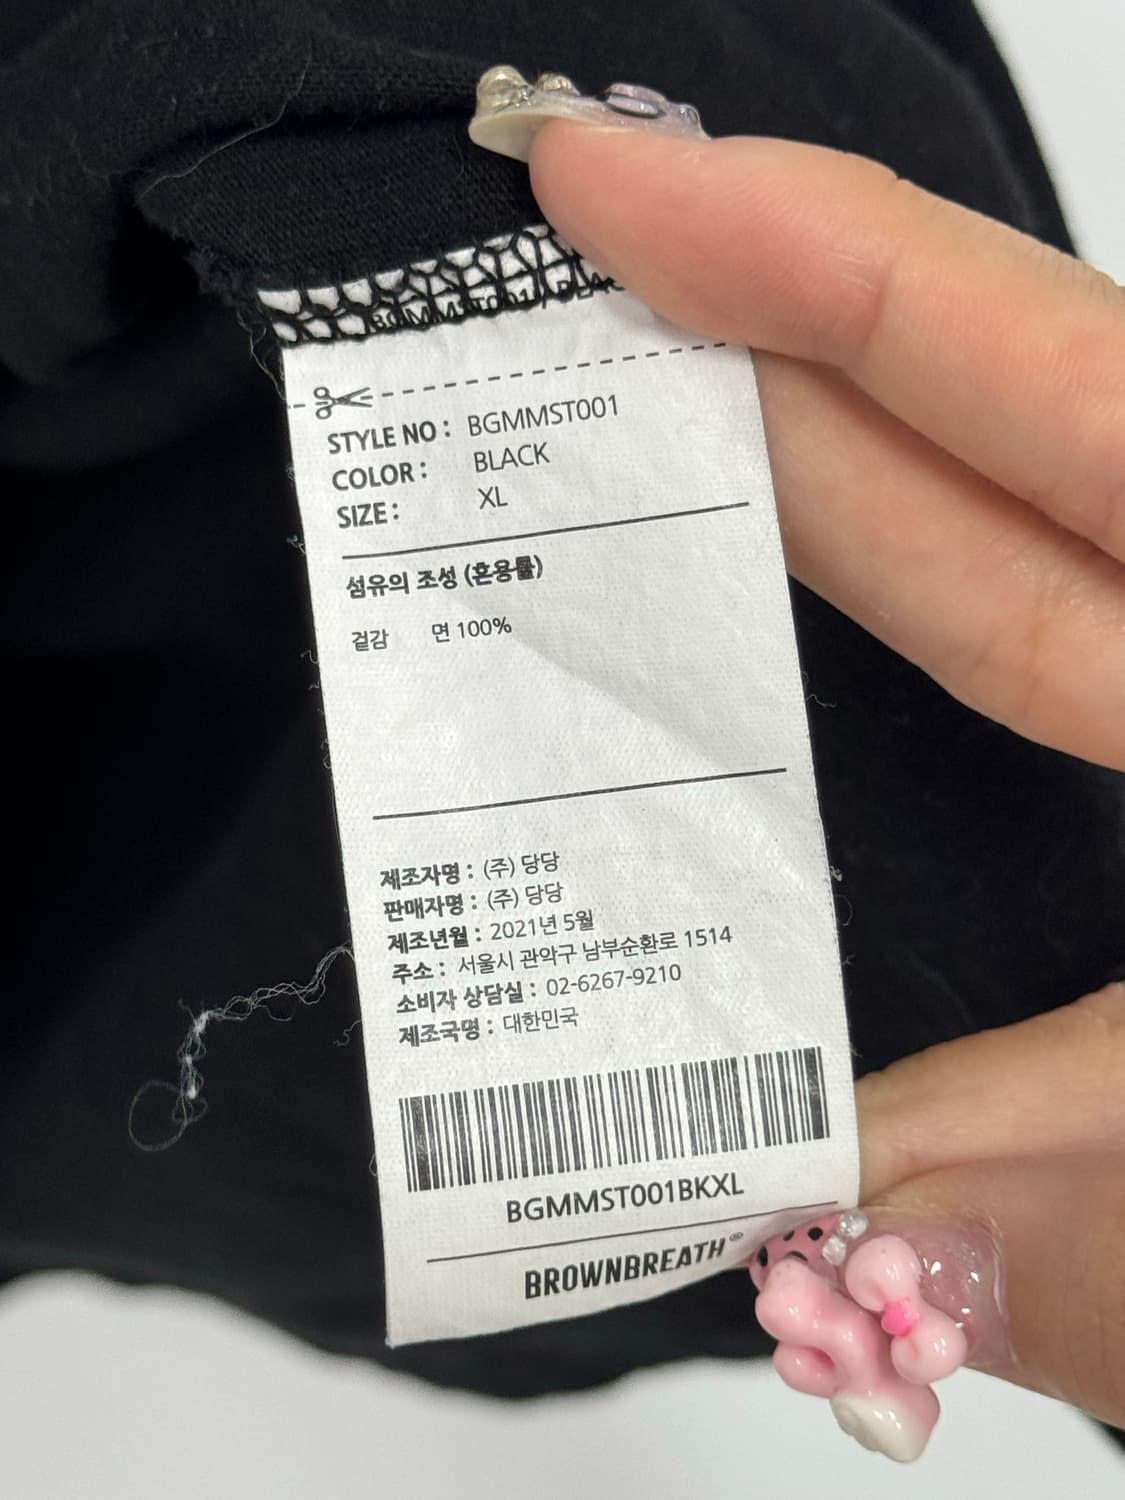 BGMMST001 / BLAC
STYLE NO : BGMMST001
COLOR : BLACK
SIZE : XL
섬유의 조성 (혼용률)
겉감 면 100%
제조자명 : (주) 당당
판매자명 : (주) 당당
제조년월 : 2021년 5월
주소 : 서울시 관악구 남부순환로 1514
소비자 상담실 : 02-6267-9210
제조국명 : 대한민국
BGMMST001BKXL
BROWNBREATH®